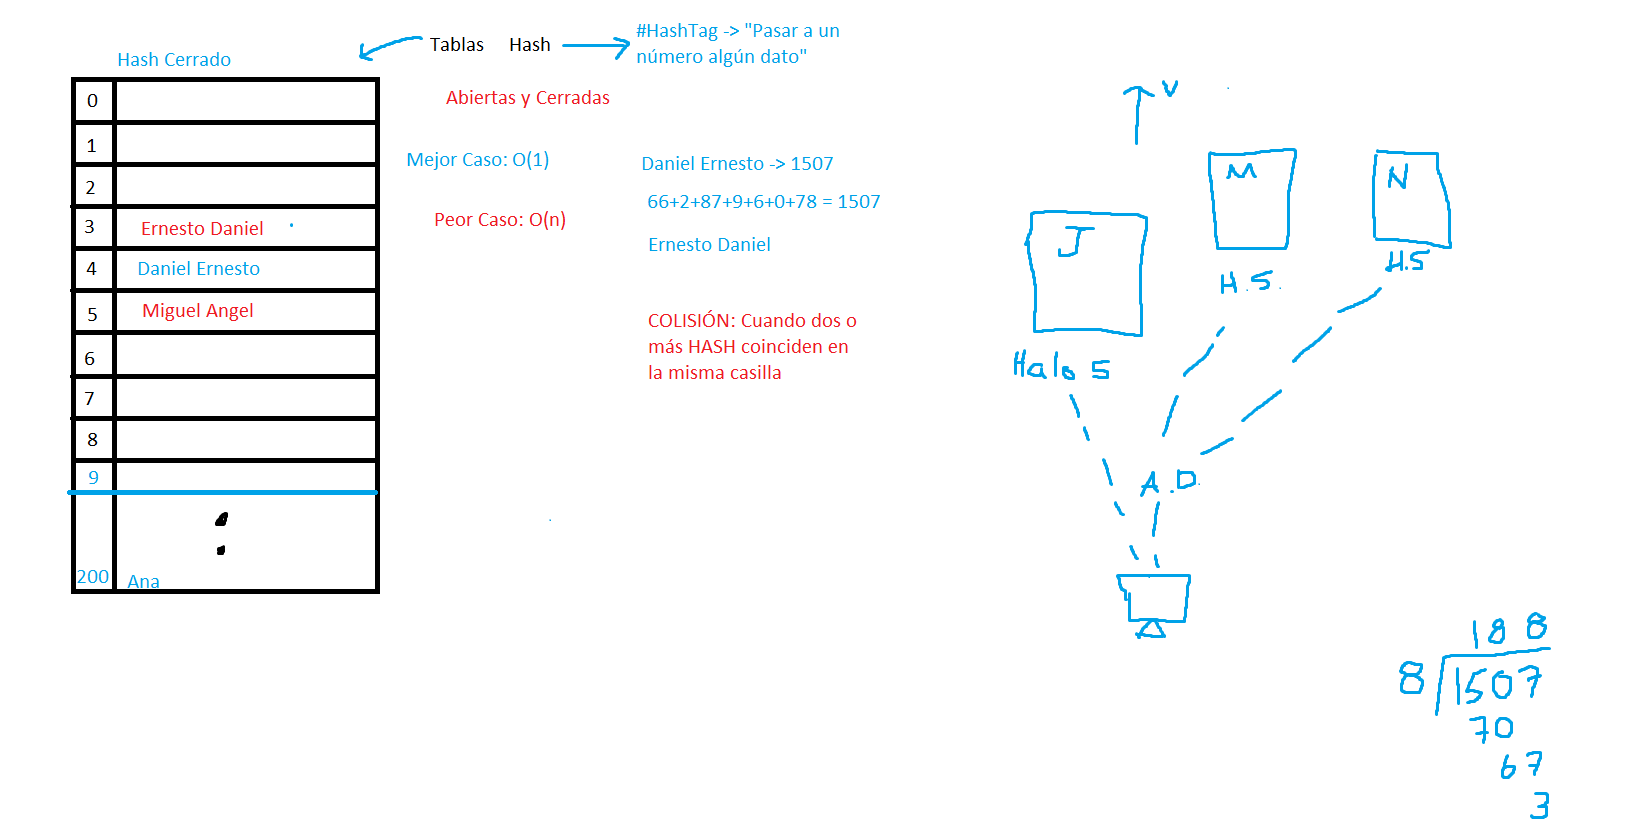 Tablas Hash
#HashTag -> "Pasar a un
número algún dato"
Hash Cerrado
0
1
2
3 Ernesto Daniel
4 Daniel Ernesto
5 Miguel Angel
6
7
8
9
200 Ana
Abiertas y Cerradas
Mejor Caso: O(1)
Peor Caso: O(n)
Daniel Ernesto -> 1507
66+2+87+9+6+0+78 = 1507
Ernesto Daniel
COLISIÓN: Cuando dos o
más HASH coinciden en
la misma casilla
V
J
Halo 5
M
H.S.
N
H.S
A.D.
188
8 1507
70
67
3